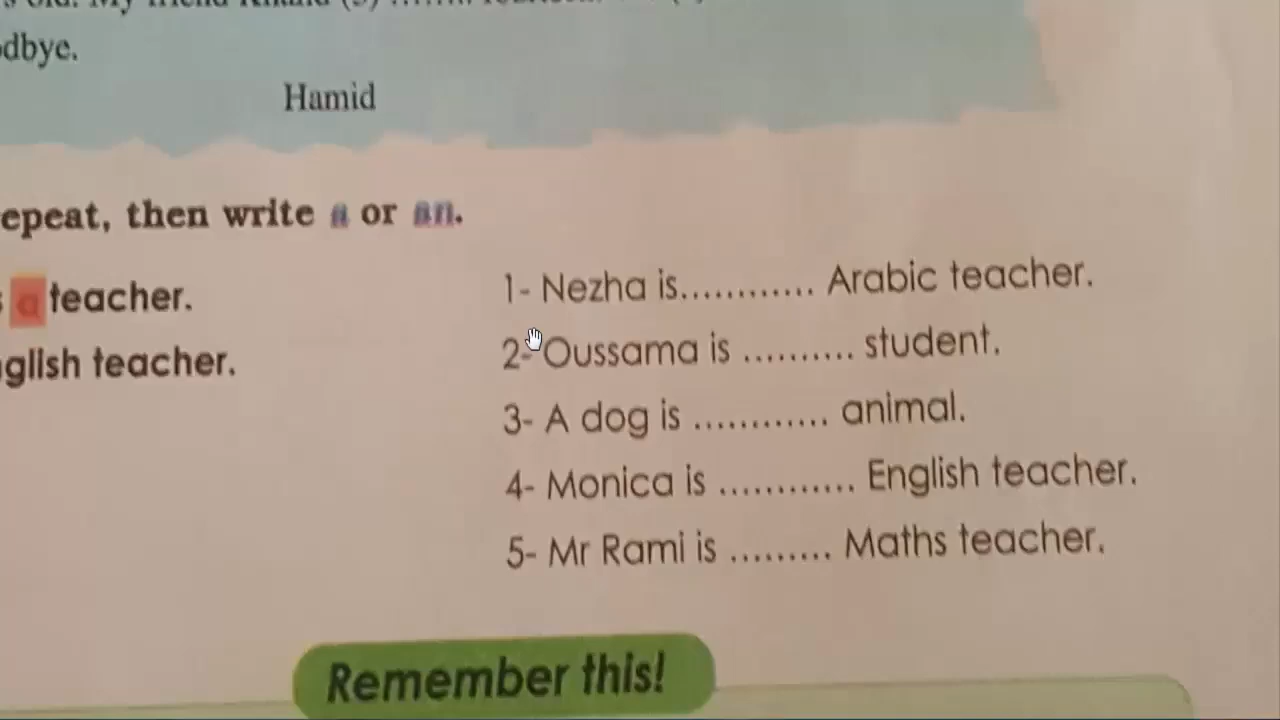 dbye.
Hamid
epeat, then write a or an.
a teacher.
glish teacher.
1- Nezha is............ Arabic teacher.
2- Oussama is .......... student.
3- A dog is ............ animal.
4- Monica is ............ English teacher.
5- Mr Rami is ......... Maths teacher.
Remember this!